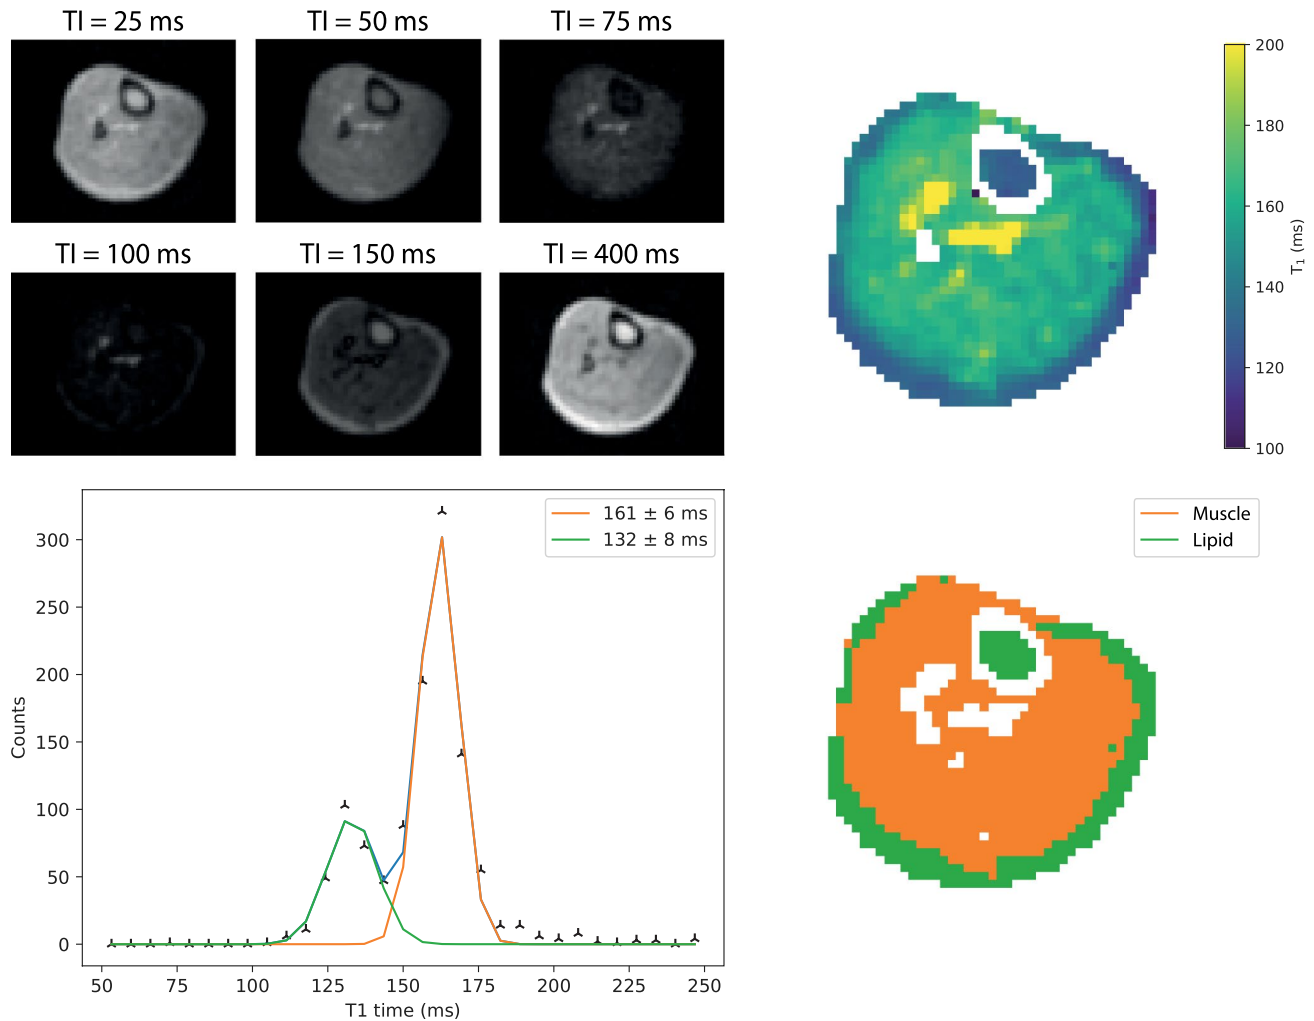 TI = 25 ms
TI = 50 ms
TI = 75 ms
TI = 100 ms
TI = 150 ms
TI = 400 ms
200
180
160
140
120
100
T₁ (ms)
161 ± 6 ms
132 ± 8 ms
300
250
200
150
100
50
0
Counts
50
75
100
125
150
175
200
225
250
T1 time (ms)
Muscle
Lipid